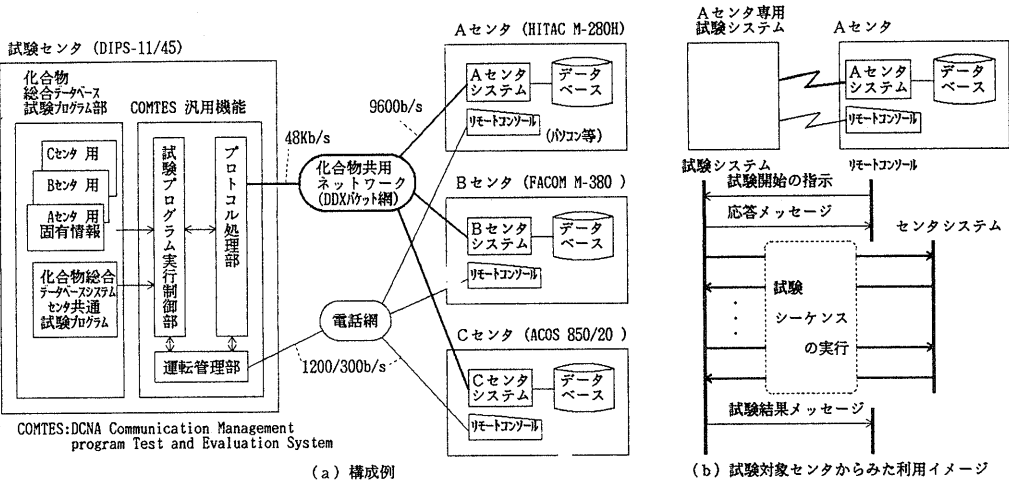 試験センタ (DIPS-11/45)
化合物
総合データベース
試験プログラム部
COMTES 汎用機能
Cセンタ 用
Bセンタ 用
Aセンタ 用
固有情報
化合物総合
データベースシステム
センタ共通
試験プログラム
試験プログラム実行制御部
プロトコル処理部
運転管理部
48Kb/s
9600b/s
化合物共用
ネットワーク
(DDXパケット網)
電話網
1200/300b/s
Aセンタ (HITAC M-280H)
Aセンタ
システム
データ
ベース
リモートコンソール
(パソコン等)
Bセンタ (FACOM M-380 )
Bセンタ
システム
データ
ベース
リモートコンソール
Cセンタ (ACOS 850/20 )
Cセンタ
システム
データ
ベース
リモートコンソール
COMTES:DCNA Communication Management
program Test and Evaluation System
(a) 構成例
Aセンタ専用
試験システム
Aセンタ
Aセンタ
システム
データ
ベース
リモートコンソール
試験システム
リモートコンソール
試験開始の指示
応答メッセージ
センタシステム
試験
シーケンス
の実行
試験結果メッセージ
(b) 試験対象センタからみた利用イメージ